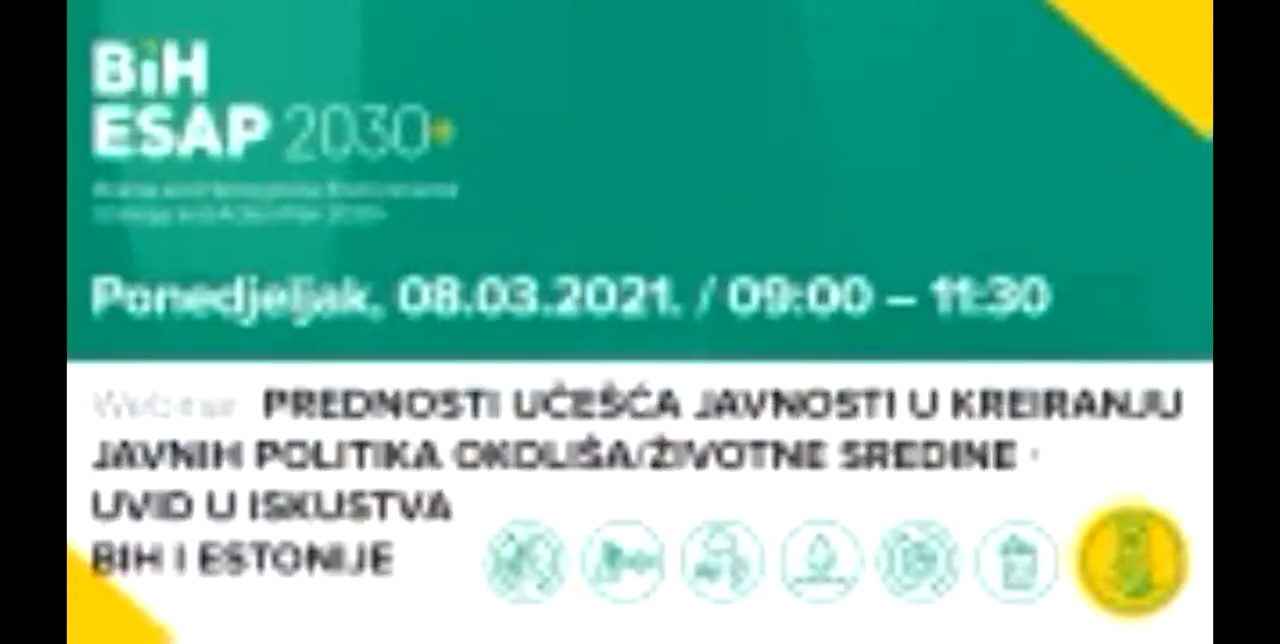 BiH
ESAP 2030+
Ponedjeljak, 08.03.2021. / 09:00 – 11:30
Webinar PREDNOSTI UČEŠĆA JAVNOSTI U KREIRANJU
JAVNIH POLITIKA OKOLIŠA/ŽIVOTNE SREDINE -
UVID U ISKUSTVA
BIH I ESTONIJE